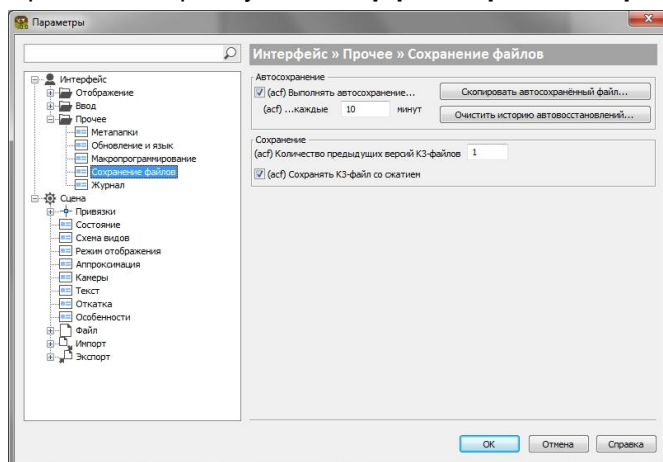 Параметры
Интерфейс » Прочее » Сохранение файлов
Интерфейс
Отображение
Ввод
Прочее
Метапапки
Обновление и язык
Макропрограммирование
Сохранение файлов
Журнал
Сцена
Привязки
Состояние
Схема видов
Режим отображения
Аппроксимация
Камеры
Текст
Откатка
Особенности
Файл
Импорт
Экспорт
Автосохранение
(acf) Выполнять автосохранение... Скопировать автосохранённый файл...
(acf) ...каждые 10 минут Очистить историю автовосстановлений...
Сохранение
(acf) Количество предыдущих версий К3-файлов 1
(acf) Сохранять К3-файл со сжатием
ОК Отмена Справка